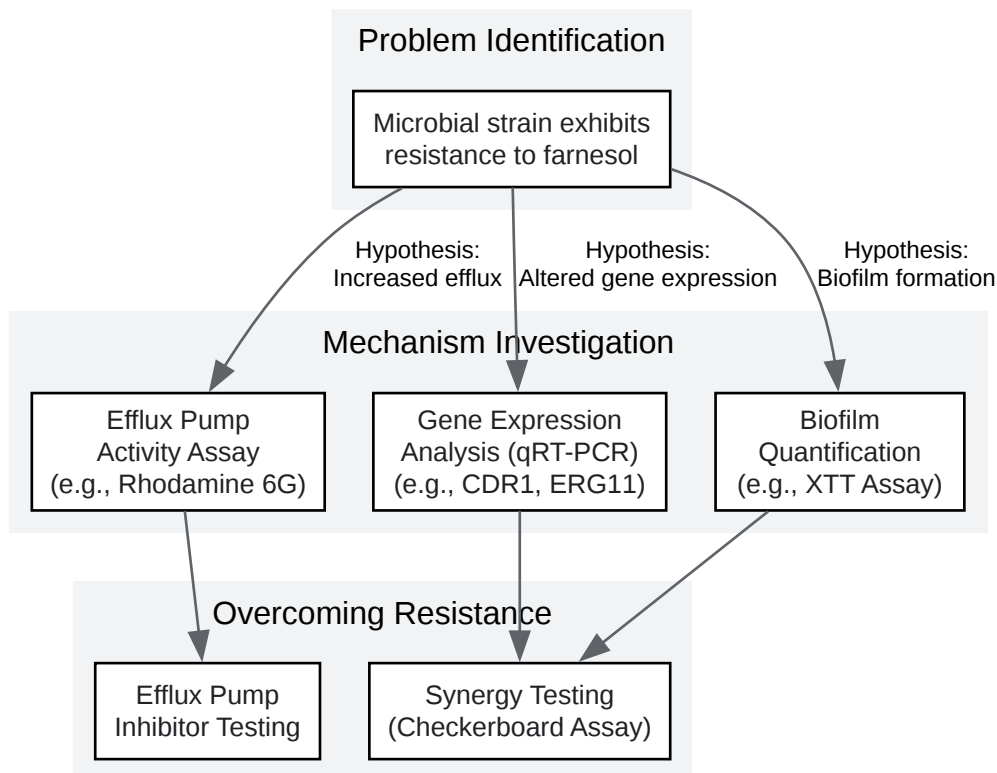 Problem Identification
Microbial strain exhibits
resistance to farnesol
Hypothesis:
Increased efflux
Hypothesis:
Altered gene expression
Hypothesis:
Biofilm formation
Mechanism Investigation
Efflux Pump
Activity Assay
(e.g., Rhodamine 6G)
Gene Expression
Analysis (qRT-PCR)
(e.g., CDR1, ERG11)
Biofilm
Quantification
(e.g., XTT Assay)
Overcoming Resistance
Efflux Pump
Inhibitor Testing
Synergy Testing
(Checkerboard Assay)